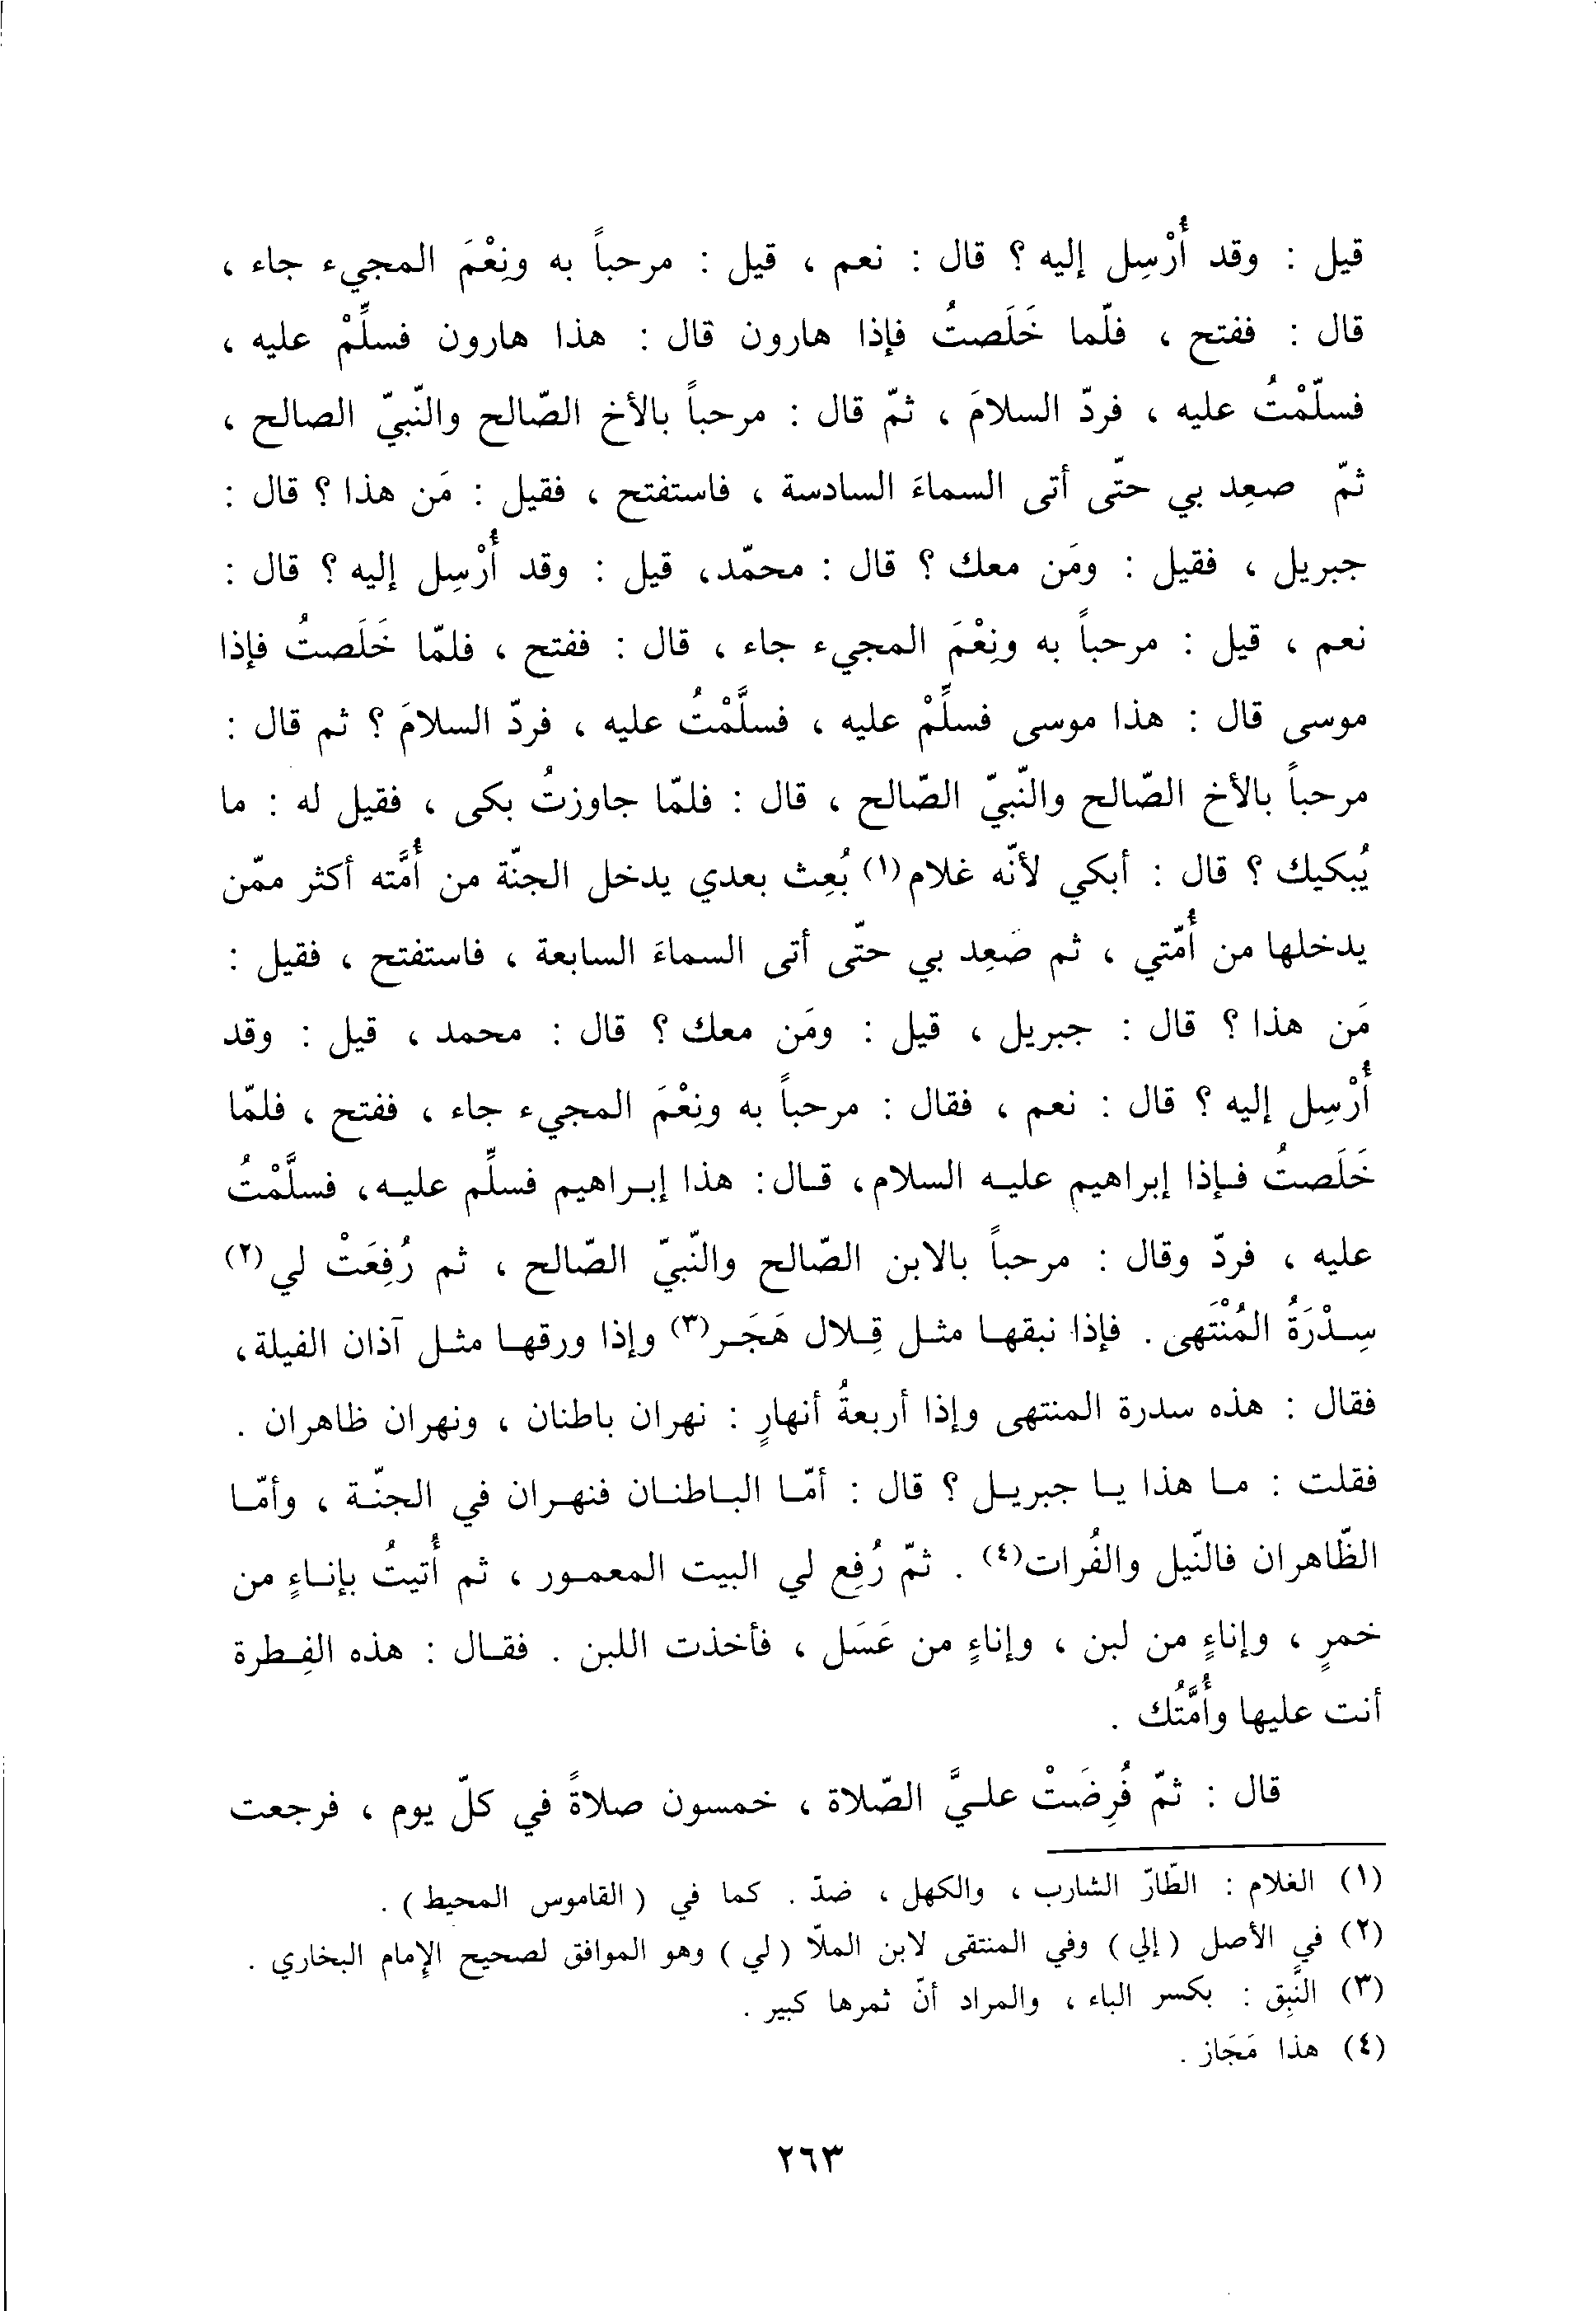 قيل : وقد أُرْسِل إليه ؟ قال : نعم ، قيل : مرحباً به ونِعْمَ المجيء جاء ،
قال : ففتح ، فلّما خَلَصتُ فإذا هارون قال : هذا هارون فسلِّمْ عليه ،
فسلّمْتُ عليه ، فردّ السلامَ ، ثمّ قال : مرحباً بالأخ الصّالح والنّبيّ الصالح ،
ثمّ صعِد بي حتّى أتى السماءَ السادسة ، فاستفتح ، فقيل : مَن هذا ؟ قال :
جبريل ، فقيل : ومَن معك ؟ قال : محمّد، قيل : وقد أُرْسِل إليه ؟ قال :
نعم ، قيل : مرحباً به ونِعْمَ المجيء جاء ، قال : ففتح ، فلمّا خَلَصتُ فإذا
موسى قال : هذا موسى فسلِّمْ عليه ، فسلَّمْتُ عليه ، فردّ السلامَ ؟ ثم قال :
مرحباً بالأخ الصّالح والنّبيّ الصّالح ، قال : فلمّا جاوزتُ بكى ، فقيل له : ما
يُبكيك ؟ قال : أبكي لأنّه غلام(١) بُعِث بعدي يدخل الجنّة من أُمَّته أكثر ممّن
يدخلها من أُمّتي ، ثم صَعِد بي حتّى أتى السماءَ السابعة ، فاستفتح ، فقيل :
مَن هذا ؟ قال : جبريل ، قيل : ومَن معك ؟ قال : محمد ، قيل : وقد
أُرْسِل إليه ؟ قال : نعم ، فقال : مرحباً به ونِعْمَ المجيء جاء ، ففتح ، فلمّا
خَلَصتُ فإذا إبراهيم عليه السلام، قال: هذا إبراهيم فسلِّم عليه، فسلَّمْتُ
عليه ، فردّ وقال : مرحباً بالابن الصّالح والنّبيّ الصّالح ، ثم رُفِعَتْ لي(٢)
سِدْرَةُ المُنْتَهى . فإذا نبقها مثل قِلال هَجَر(٣) وإذا ورقها مثل آذان الفيلة،
فقال : هذه سدرة المنتهى وإذا أربعةُ أنهارٍ : نهران باطنان ، ونهران ظاهران .
فقلت : ما هذا يا جبريل ؟ قال : أمّا الباطنان فنهران في الجنّة ، وأمّا
الظّاهران فالنّيل والفُرات(٤) . ثمّ رُفِع لي البيت المعمور ، ثم أُتيتُ بإناءٍ من
خمرٍ ، وإناءٍ من لبن ، وإناءٍ من عَسَل ، فأخذت اللبن . فقال : هذه الفِطرة
أنت عليها وأُمَّتُك .
قال : ثمّ فُرِضَتْ عليَّ الصّلاة ، خمسون صلاةً في كلّ يوم ، فرجعت
(١) الغلام : الطّارّ الشارب ، والكهل ، ضدّ . كما في (القاموس المحيط) .
(٢) في الأصل (إلي) وفي المنتقى لابن الملّا (لي) وهو الموافق لصحيح الإمام البخاري .
(٣) النَّبِق : بكسر الباء ، والمراد أنّ ثمرها كبير .
(٤) هذا مَجَاز .
٢٦٣